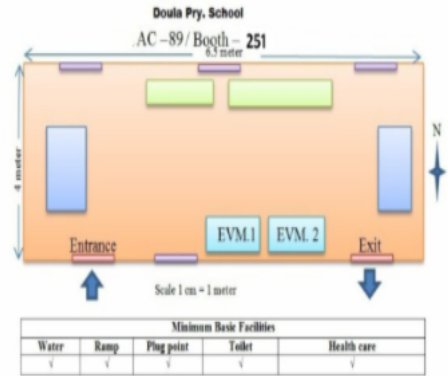 Doula Pry. School
AC –89/ Booth – 251
6.5 meter
4 meter
N
EVM.1
EVM. 2
Entrance
Exit
Scale 1 cm = 1 meter
Minimum Basic Facilities
Water Ramp Plug point Toilet Health care
√ √ √ √ √